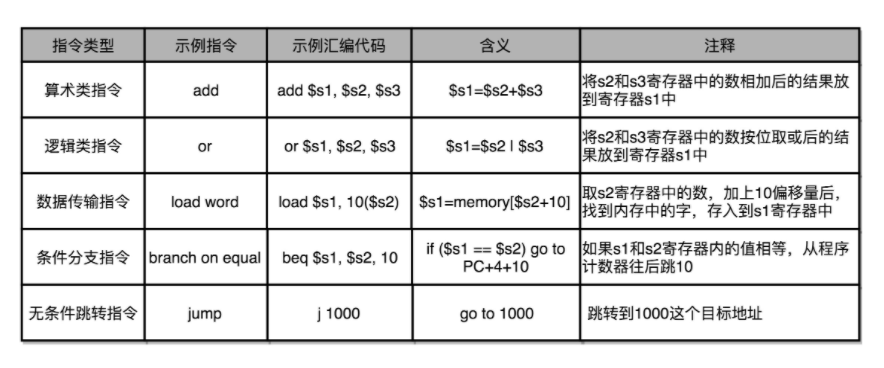 指令类型 示例指令 示例汇编代码 含义 注释
算术类指令 add add $s1, $s2, $s3 $s1=$s2+$s3 将s2和s3寄存器中的数相加后的结果放
到寄存器s1中
逻辑类指令 or or $s1, $s2, $s3 $s1=$s2 | $s3 将s2和s3寄存器中的数按位取或后的结
果放到寄存器s1中
数据传输指令 load word load $s1, 10($s2) $s1=memory[$s2+10] 取s2寄存器中的数，加上10偏移量后，
找到内存中的字，存入到s1寄存器中
条件分支指令 branch on equal beq $s1, $s2, 10 if ($s1 == $s2) go to
PC+4+10
如果s1和s2寄存器内的值相等，从程序
计数器往后跳10
无条件跳转指令 jump j 1000 go to 1000 跳转到1000这个目标地址